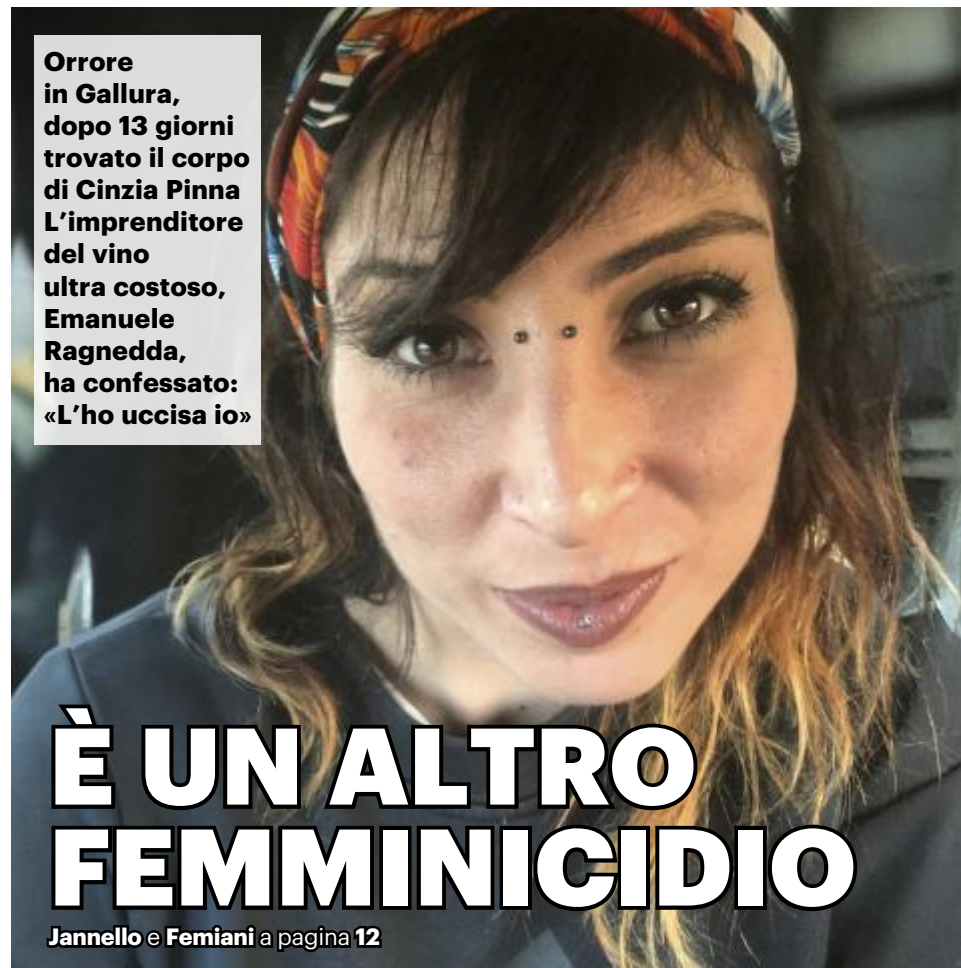 Orrore
in Gallura,
dopo 13 giorni
trovato il corpo
di Cinzia Pinna
L’imprenditore
del vino
ultra costoso,
Emanuele
Ragnedda,
ha confessato:
«L’ho uccisa io»
È UN ALTRO
FEMMINICIDIO
Jannello e Femiani a pagina 12